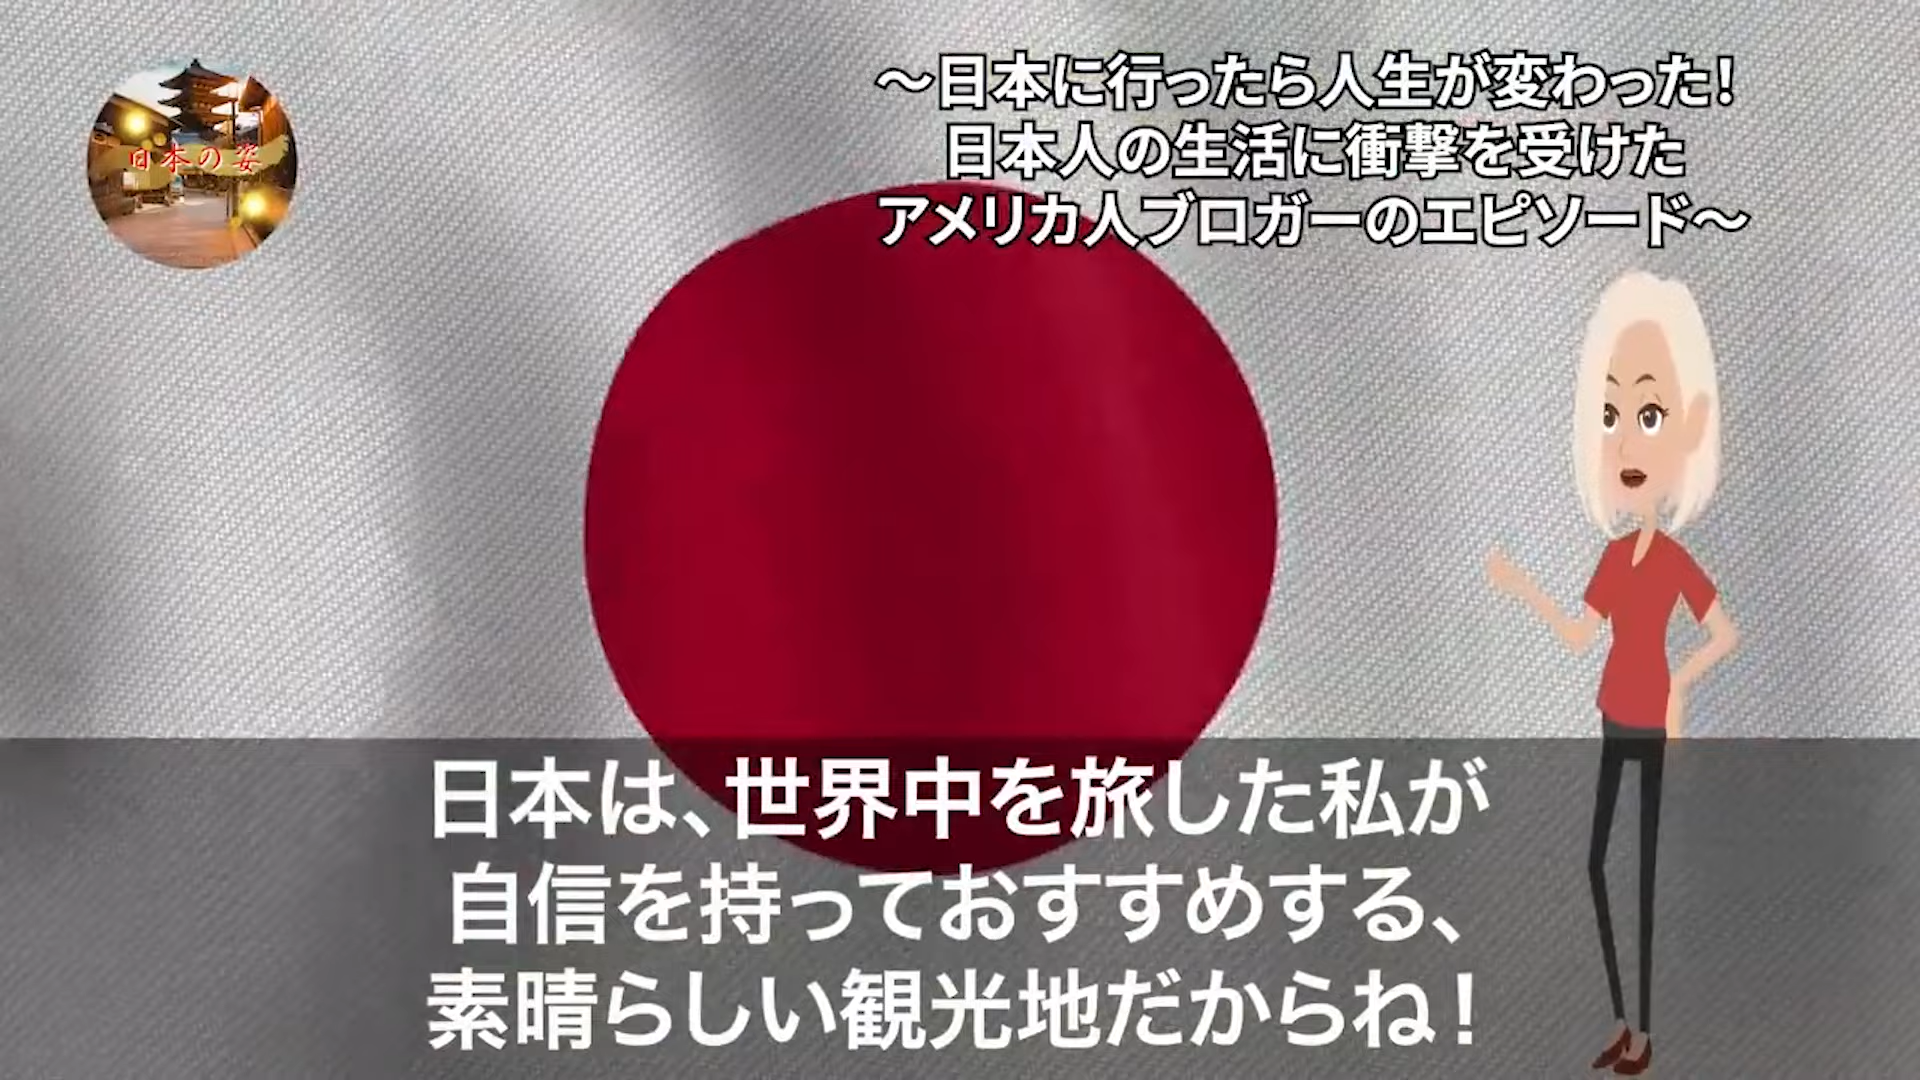 日本の姿
～日本に行ったら人生が変わった！
日本人の生活に衝撃を受けた
アメリカ人ブロガーのエピソード～
日本は、世界中を旅した私が
自信を持っておすすめする、
素晴らしい観光地だからね！